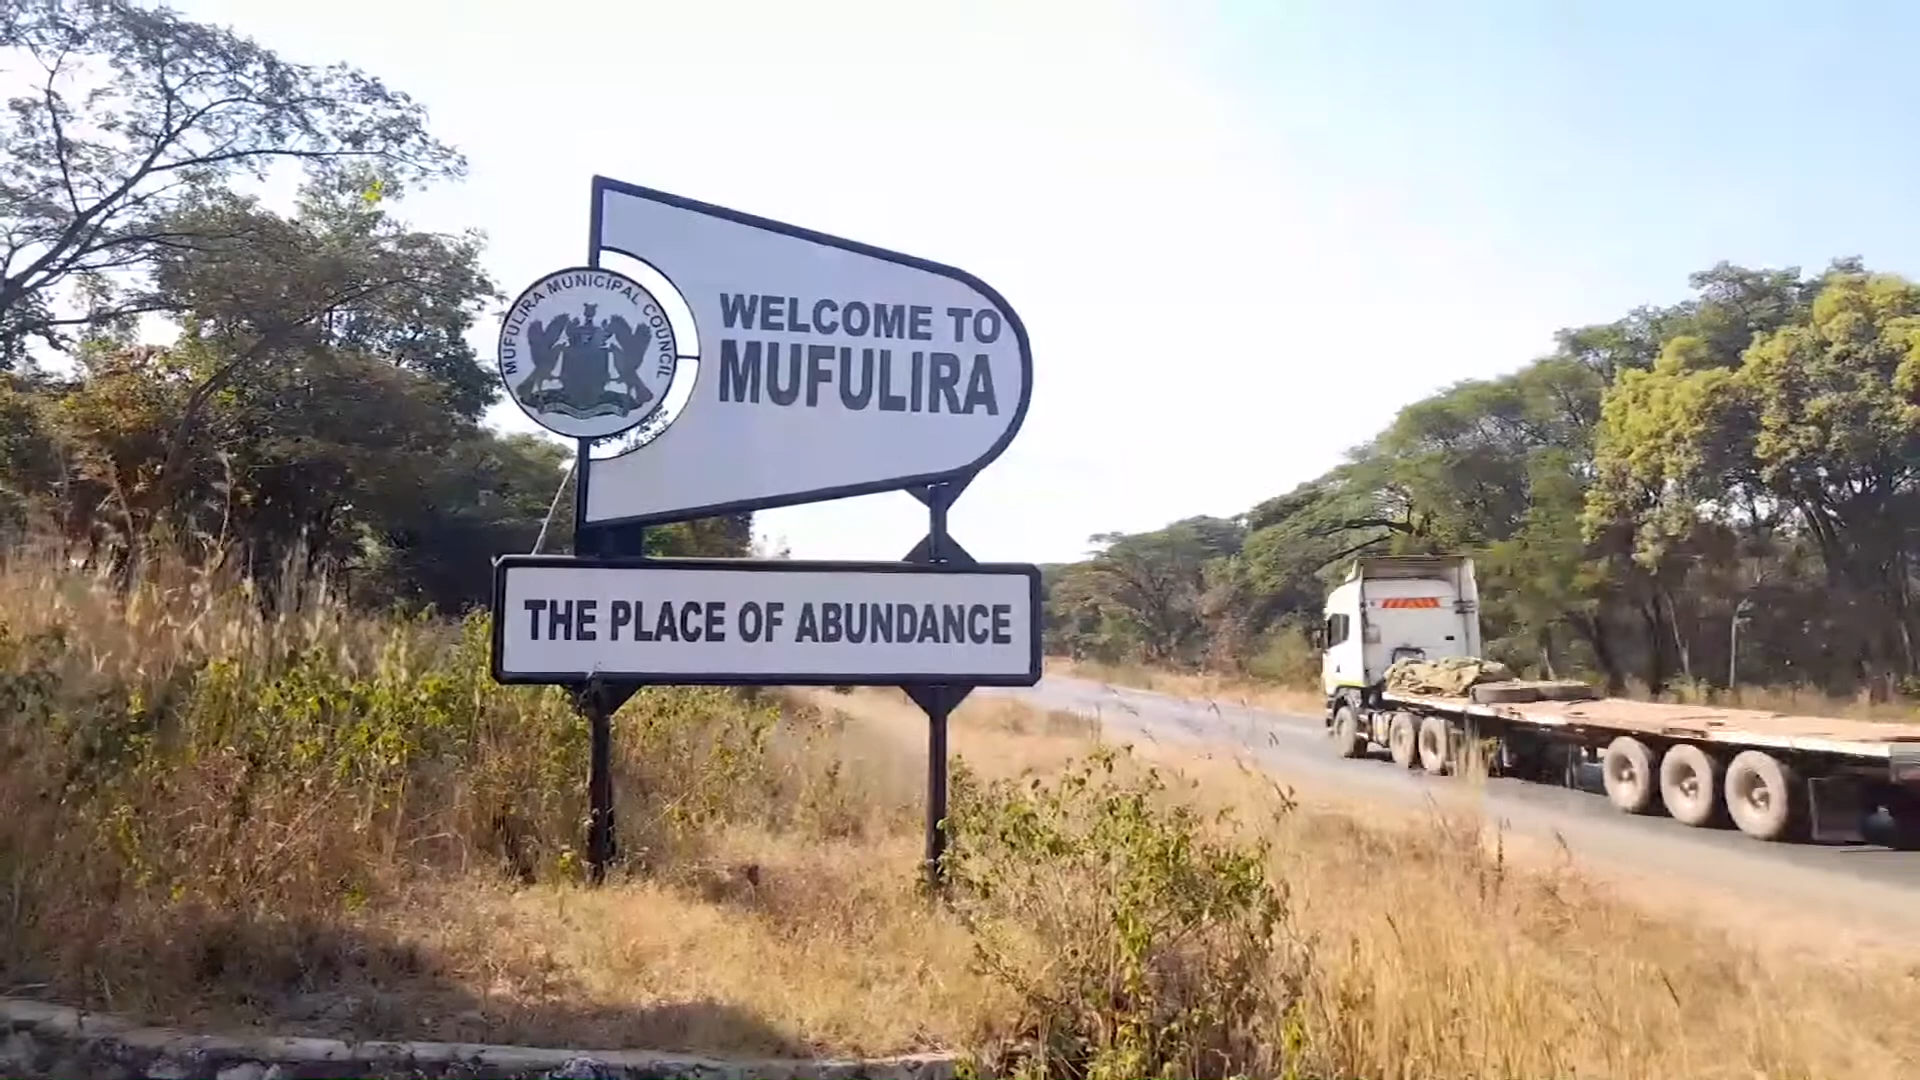 MUFULIRA MUNICIPAL COUNCIL
WELCOME TO
MUFULIRA
THE PLACE OF ABUNDANCE